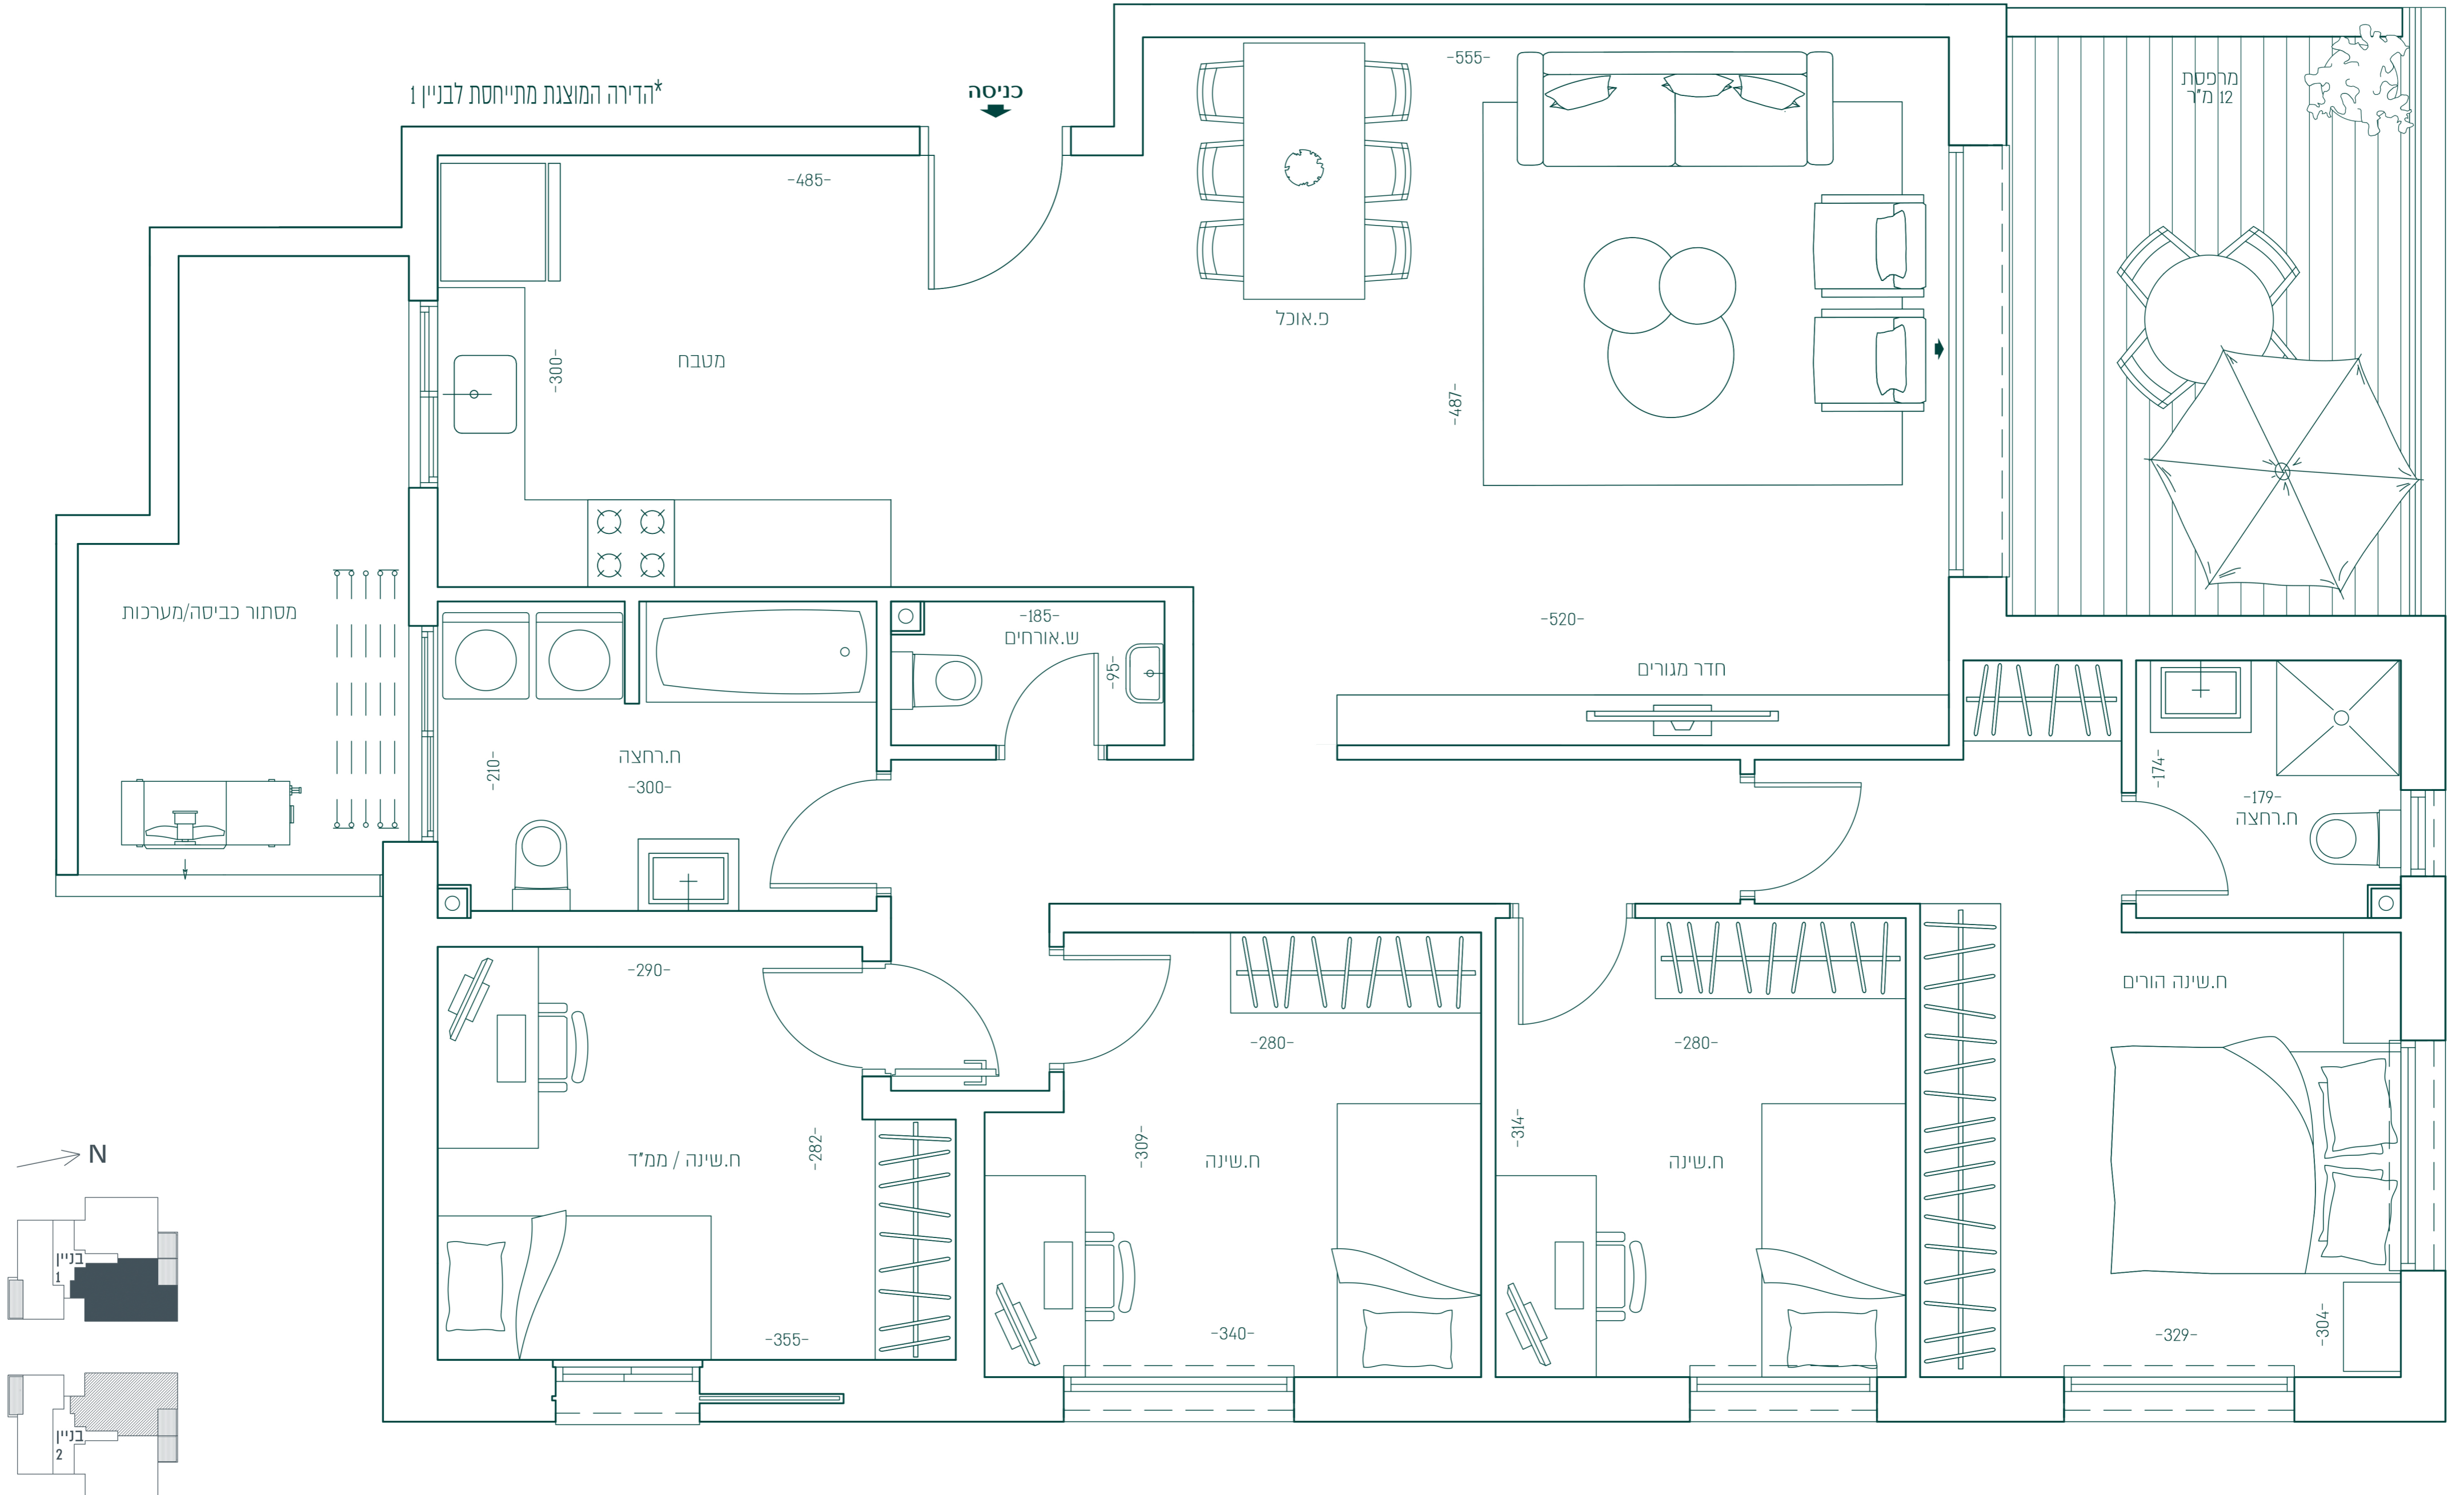 *הדירה המוצגת מתייחסת לבניין 1
כניסה
-555-
מרפסת
12 מ"ר
-485-
פ.אוכל
-300-
מטבח
-487-
מסתור כביסה/מערכות
-185-
ש.אורחים
-95-
-520-
חדר מגורים
ח.רחצה
-300-
-210-
-174-
-179-
ח.רחצה
-290-
ח.שינה הורים
-280-
-280-
-282-
ח.שינה / ממ"ד
-309-
ח.שינה
-314-
ח.שינה
-355-
-340-
-329-
-304-
N
בניין
1
בניין
2